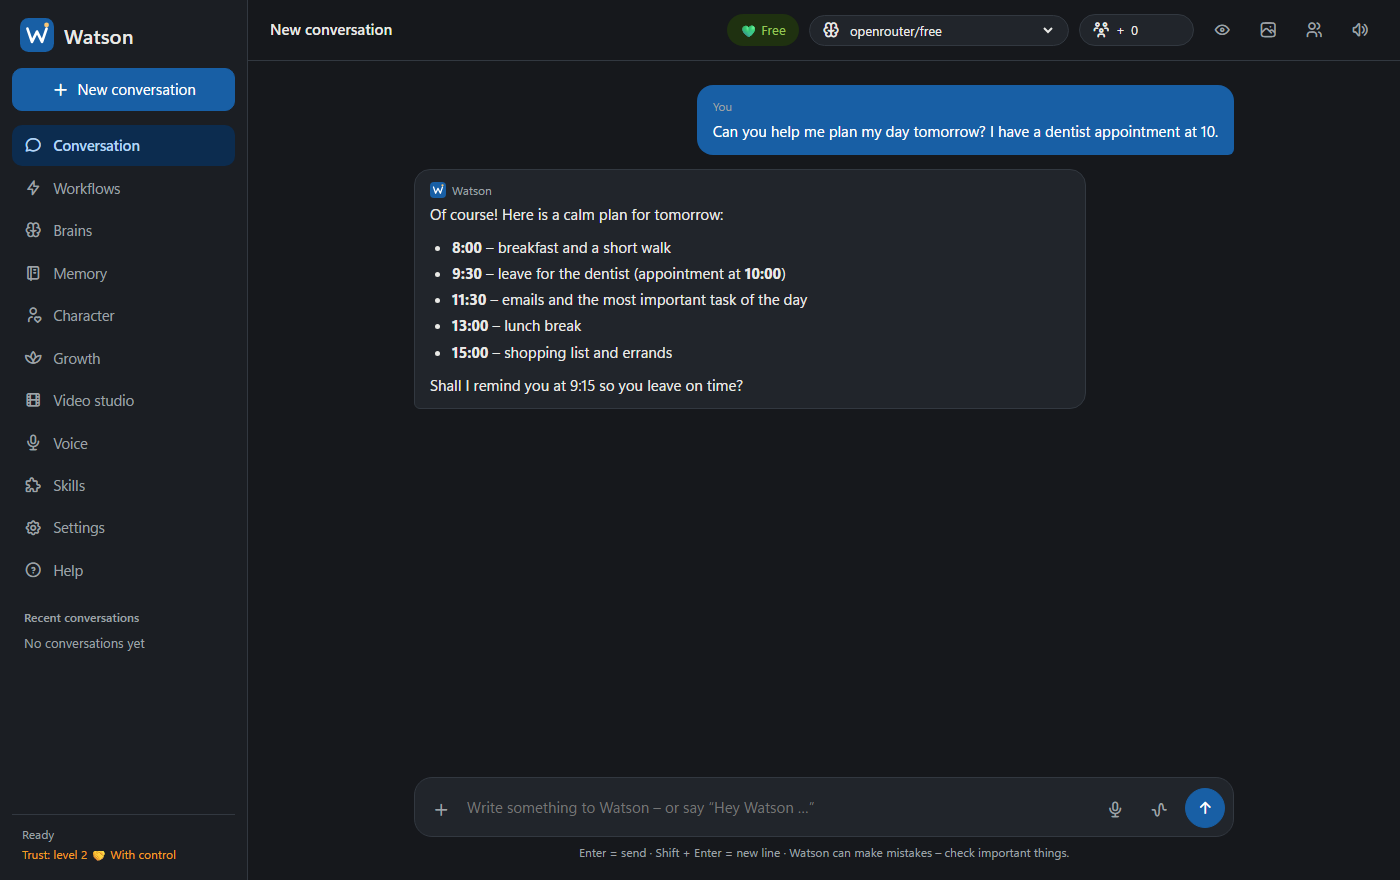 Watson
New conversation
Conversation
Workflows
Brains
Memory
Character
Growth
Video studio
Voice
Skills
Settings
Help
Recent conversations
No conversations yet
Ready
Trust: level 2 🤝 With control
New conversation
💚 Free
openrouter/free
+ 0
You
Can you help me plan my day tomorrow? I have a dentist appointment at 10.
Watson
Of course! Here is a calm plan for tomorrow:
• 8:00 – breakfast and a short walk
• 9:30 – leave for the dentist (appointment at 10:00)
• 11:30 – emails and the most important task of the day
• 13:00 – lunch break
• 15:00 – shopping list and errands
Shall I remind you at 9:15 so you leave on time?
Write something to Watson – or say “Hey Watson ...”
Enter = send · Shift + Enter = new line · Watson can make mistakes – check important things.